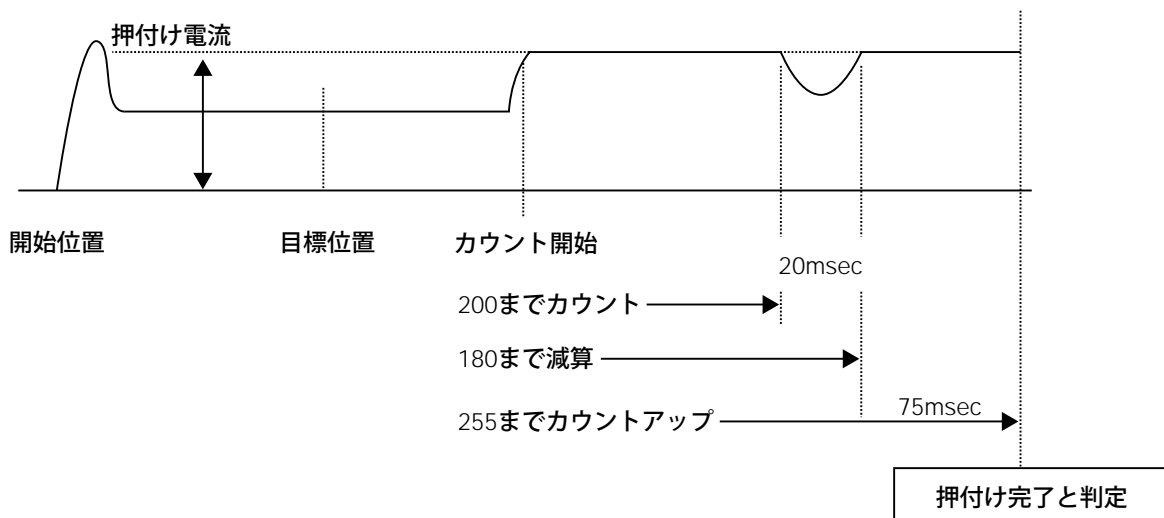 押付け電流
開始位置
目標位置
カウント開始
20msec
200までカウント
180まで減算
75msec
255までカウントアップ
押付け完了と判定